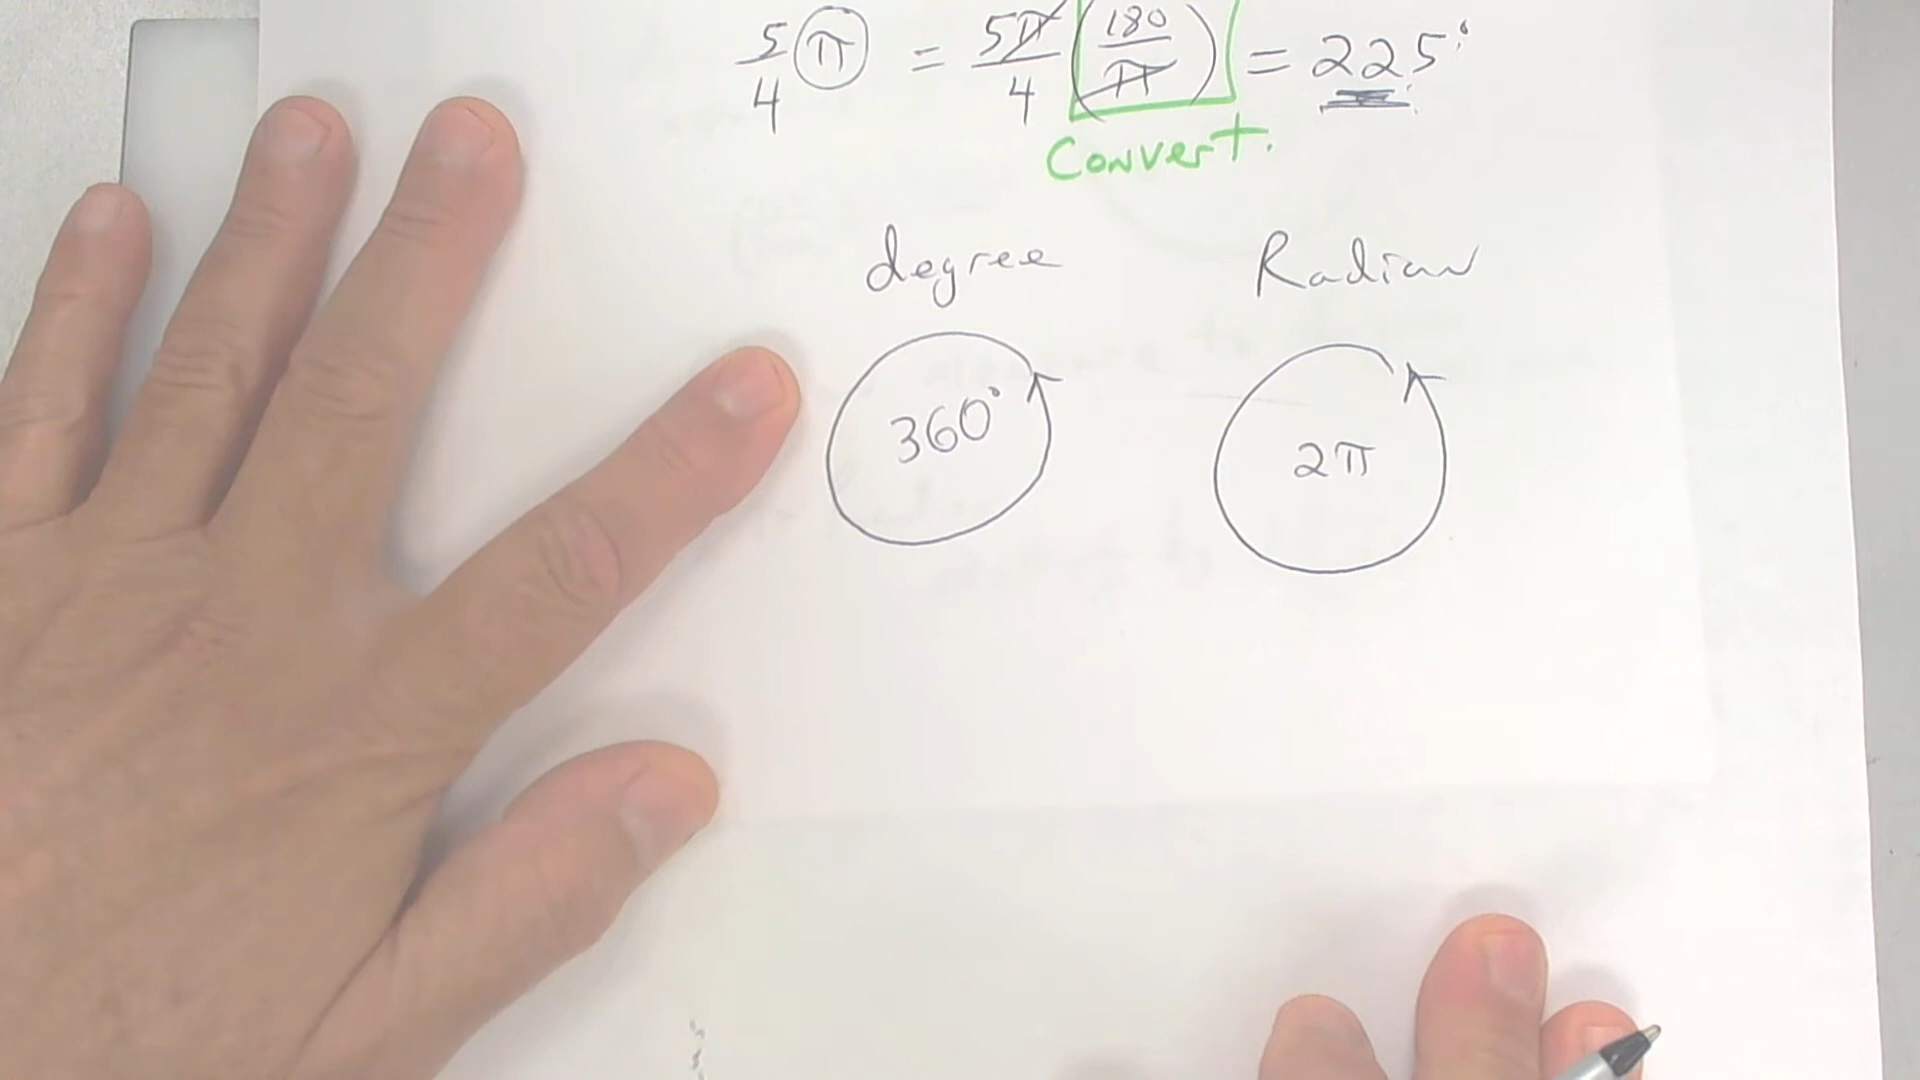 5/4 π = 5π/4 (180/π) = 225°
Convert.
degree Radian
360° 2π